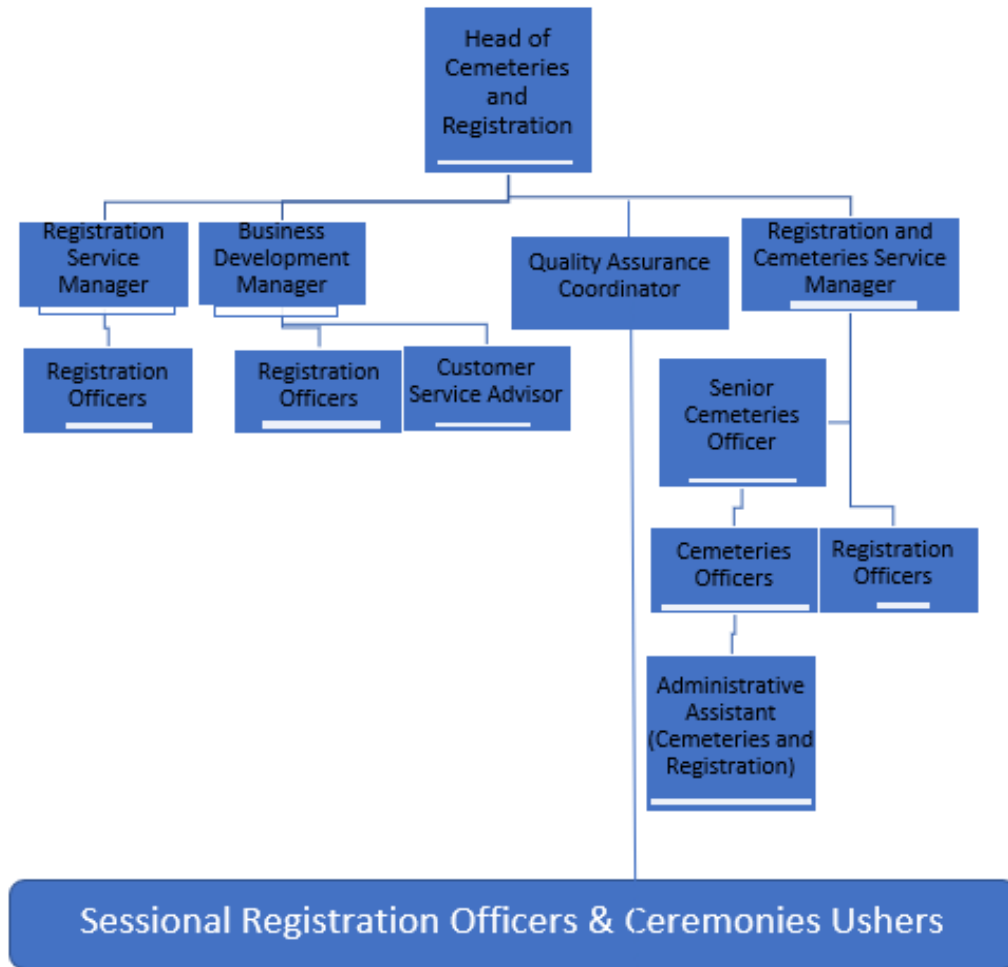 Head of
Cemeteries
and
Registration
Registration
Service
Manager
Business
Development
Manager
Quality Assurance
Coordinator
Registration and
Cemeteries Service
Manager
Registration
Officers
Registration
Officers
Customer
Service Advisor
Senior
Cemeteries
Officer
Cemeteries
Officers
Registration
Officers
Administrative
Assistant
(Cemeteries and
Registration)
Sessional Registration Officers & Ceremonies Ushers